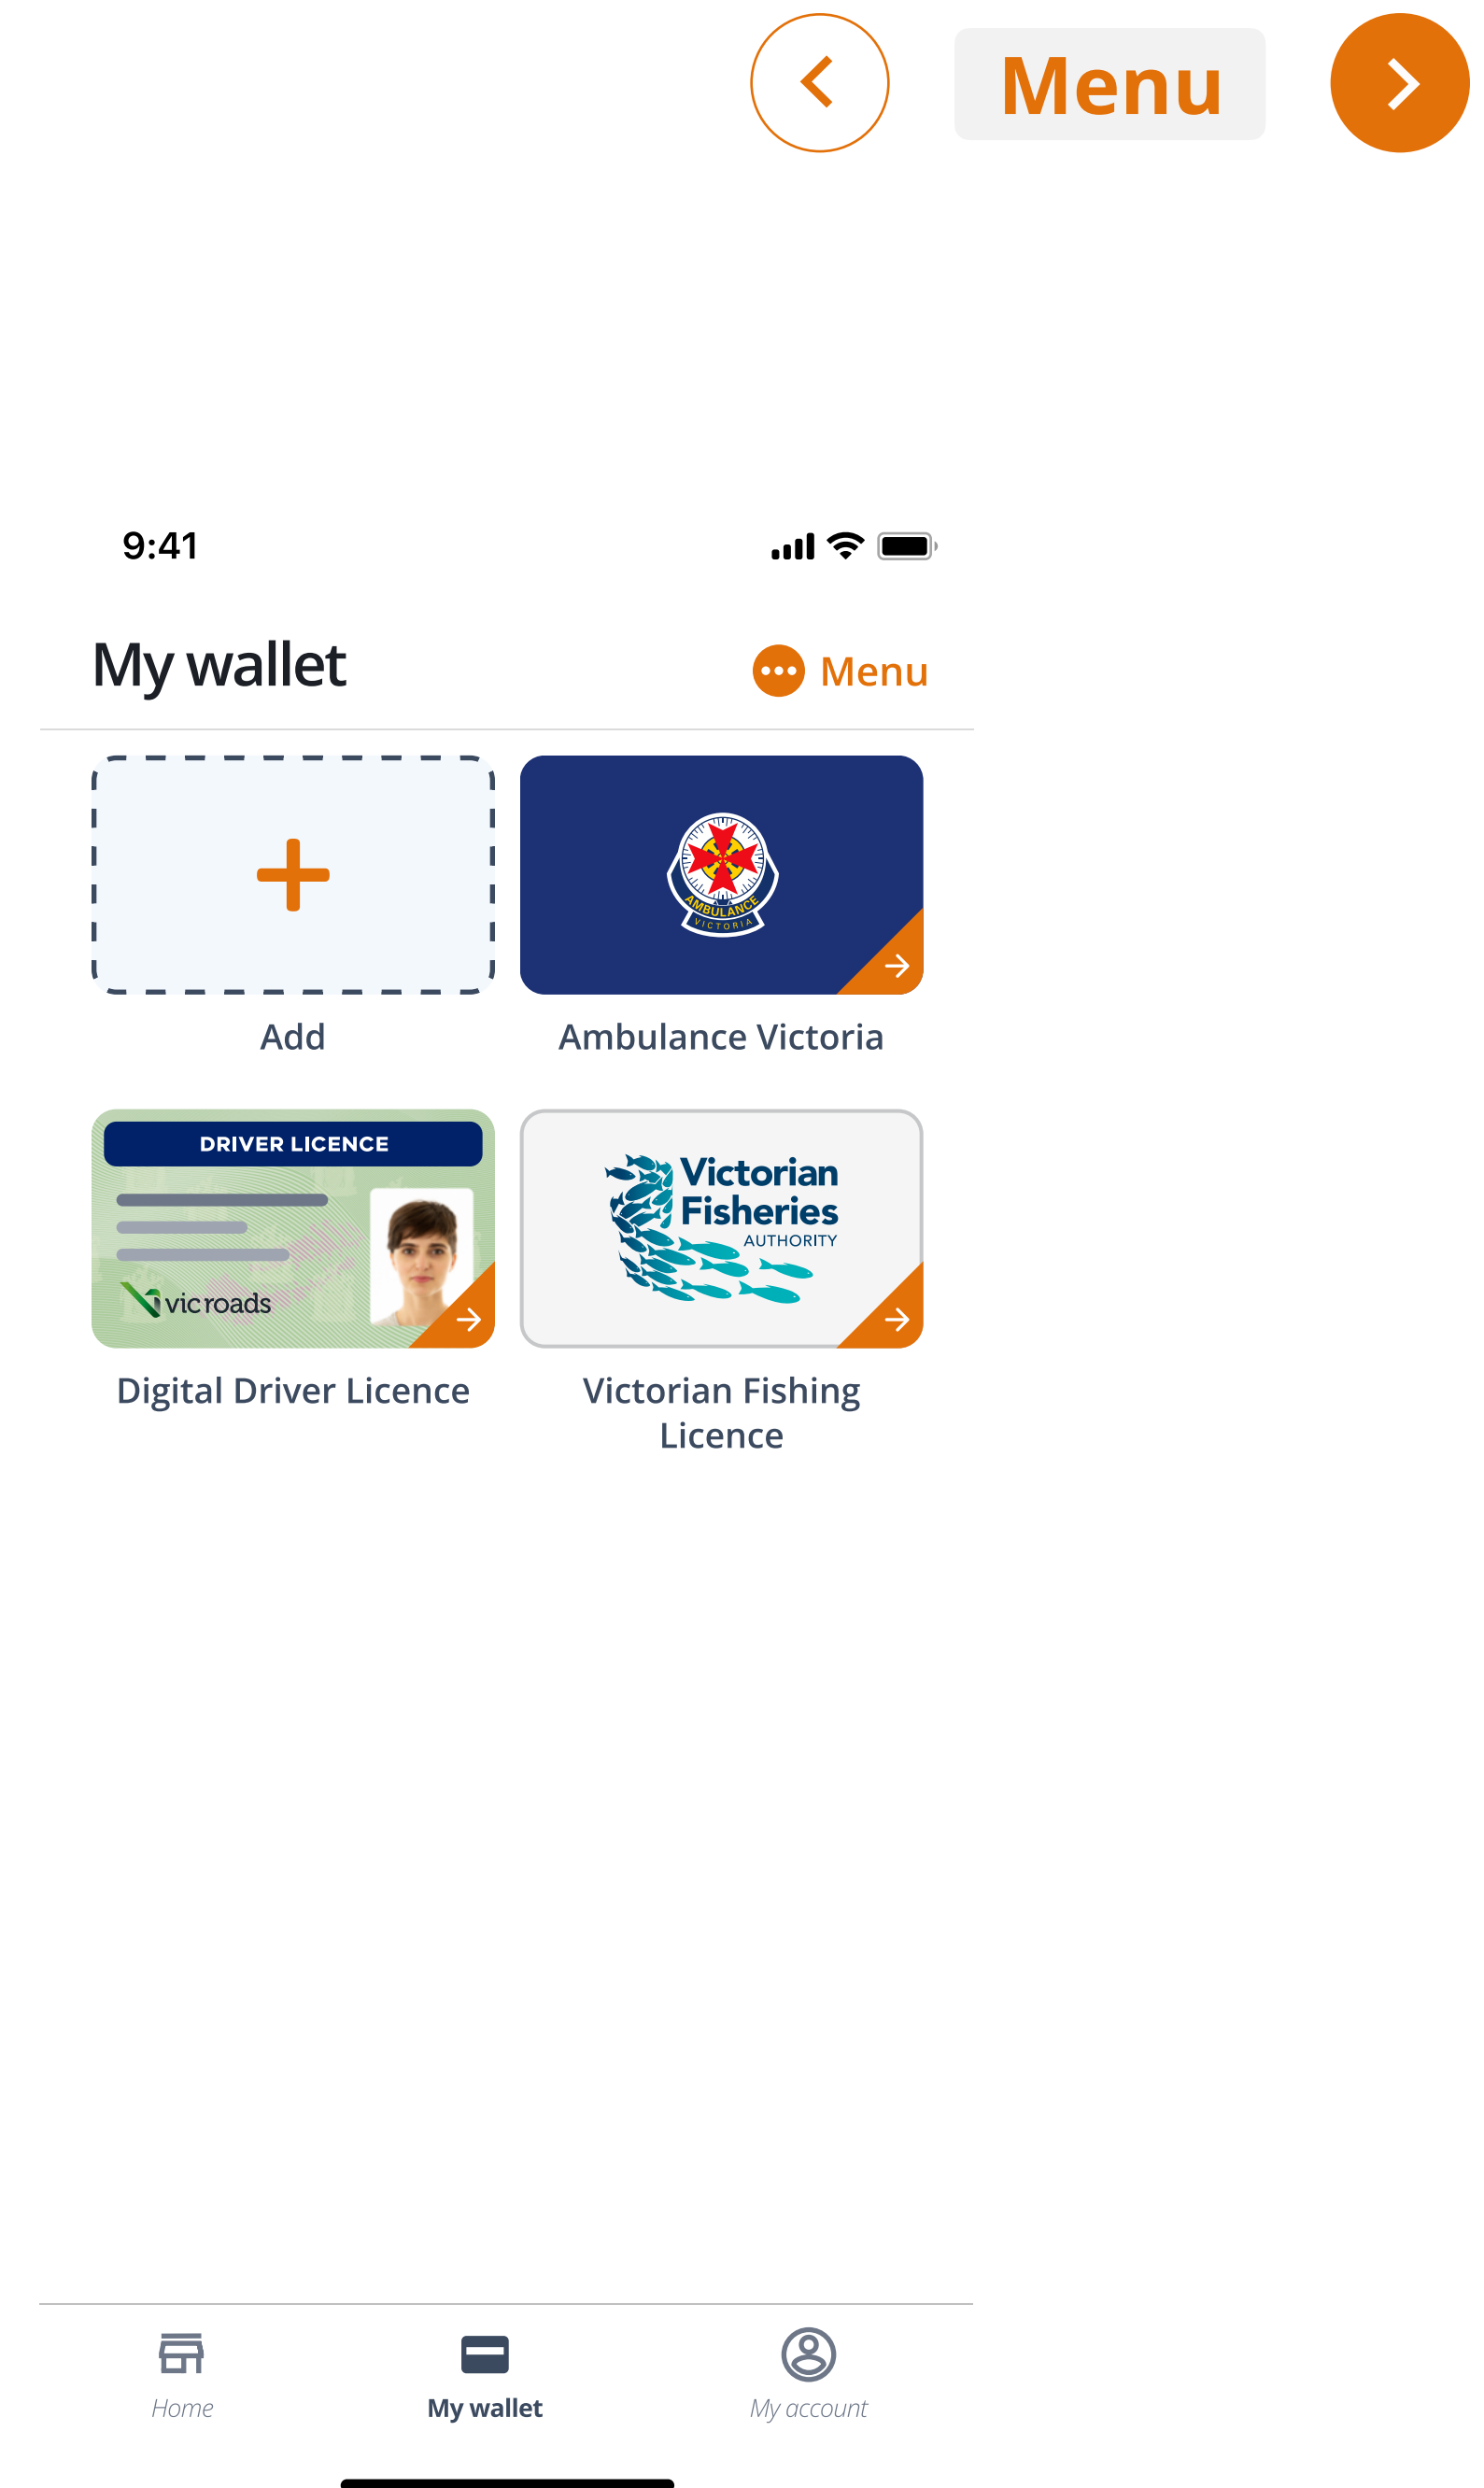 Menu
9:41
My wallet
Menu
AMBULANCE
VICTORIA
Add
Ambulance Victoria
DRIVER LICENCE
vicroads
Victorian
Fisheries
AUTHORITY
Digital Driver Licence
Victorian Fishing
Licence
Home
My wallet
My account